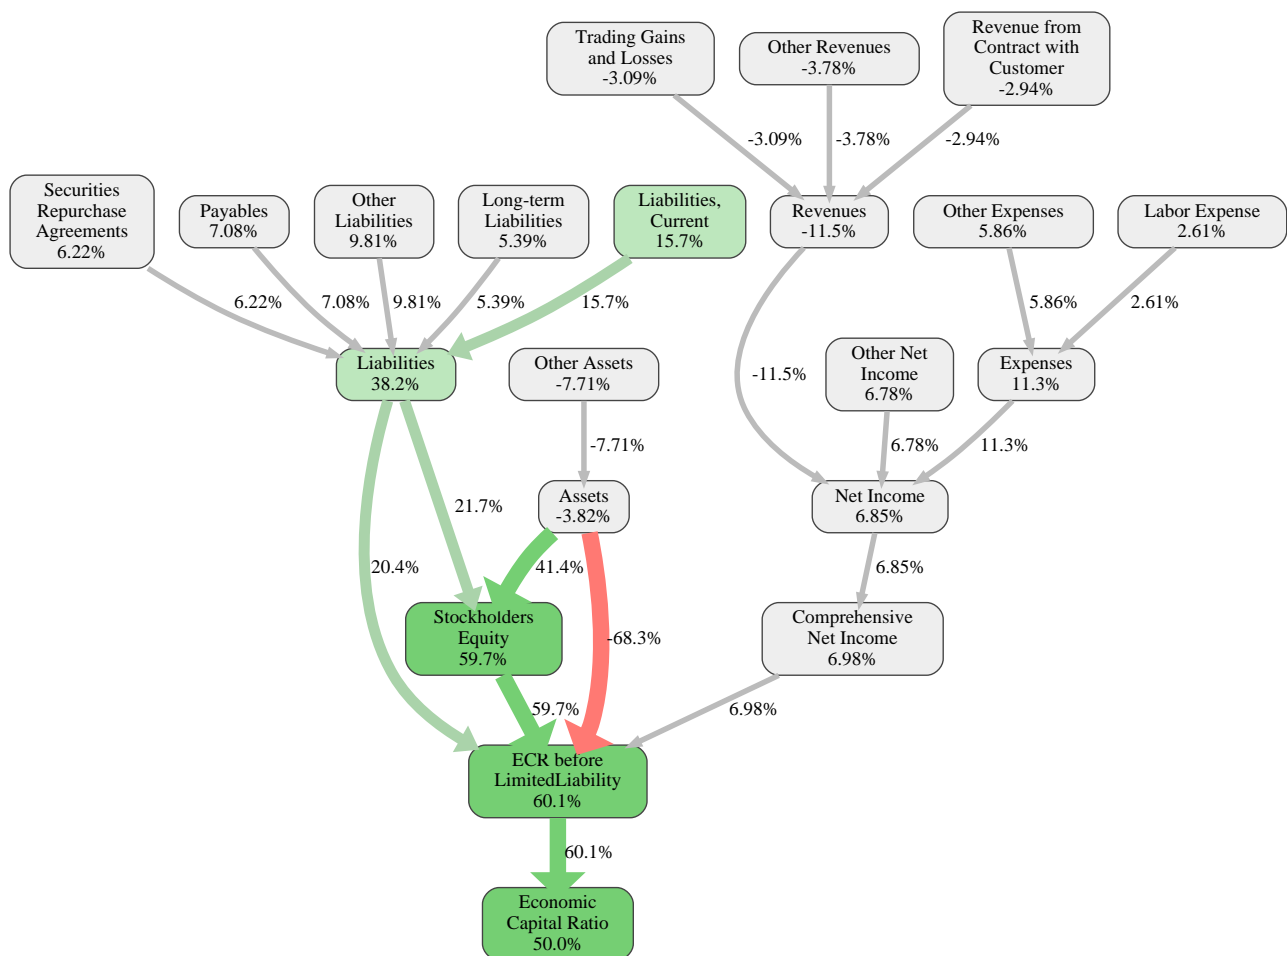 Trading Gains
and Losses
-3.09%
Other Revenues
-3.78%
Revenue from
Contract with
Customer
-2.94%
-3.09%
-3.78%
-2.94%
Securities
Repurchase
Agreements
6.22%
Payables
7.08%
Other
Liabilities
9.81%
Long-term
Liabilities
5.39%
Liabilities,
Current
15.7%
Revenues
-11.5%
Other Expenses
5.86%
Labor Expense
2.61%
6.22%
7.08%
9.81%
5.39%
15.7%
5.86%
2.61%
Liabilities
38.2%
Other Assets
-7.71%
-11.5%
Other Net
Income
6.78%
Expenses
11.3%
-7.71%
6.78%
11.3%
21.7%
Assets
-3.82%
Net Income
6.85%
20.4%
41.4%
6.85%
Stockholders
Equity
59.7%
-68.3%
Comprehensive
Net Income
6.98%
59.7%
6.98%
ECR before
LimitedLiability
60.1%
60.1%
Economic
Capital Ratio
50.0%